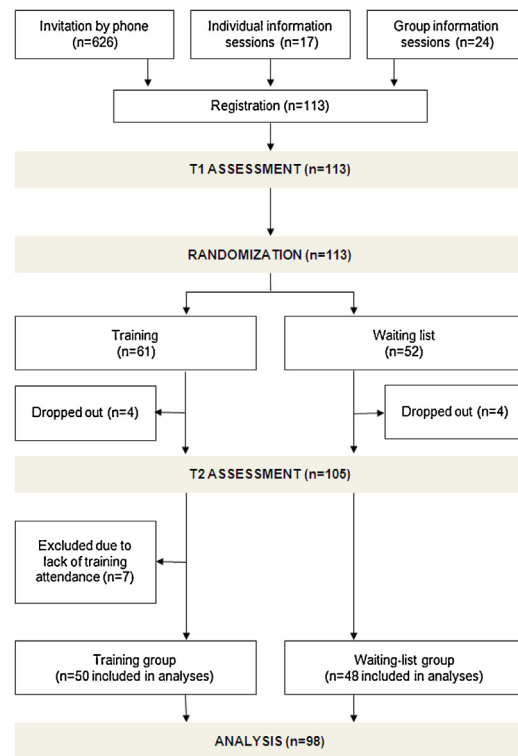 Invitation by phone
(n=626)
Individual information
sessions (n=17)
Group information
sessions (n=24)
Registration (n=113)
T1 ASSESSMENT (n=113)
RANDOMIZATION (n=113)
Training
(n=61)
Waiting list
(n=52)
Dropped out (n=4)
Dropped out (n=4)
T2 ASSESSMENT (n=105)
Excluded due to
lack of training
attendance (n=7)
Training group
(n=50 included in analyses)
Waiting-list group
(n=48 included in analyses)
ANALYSIS (n=98)